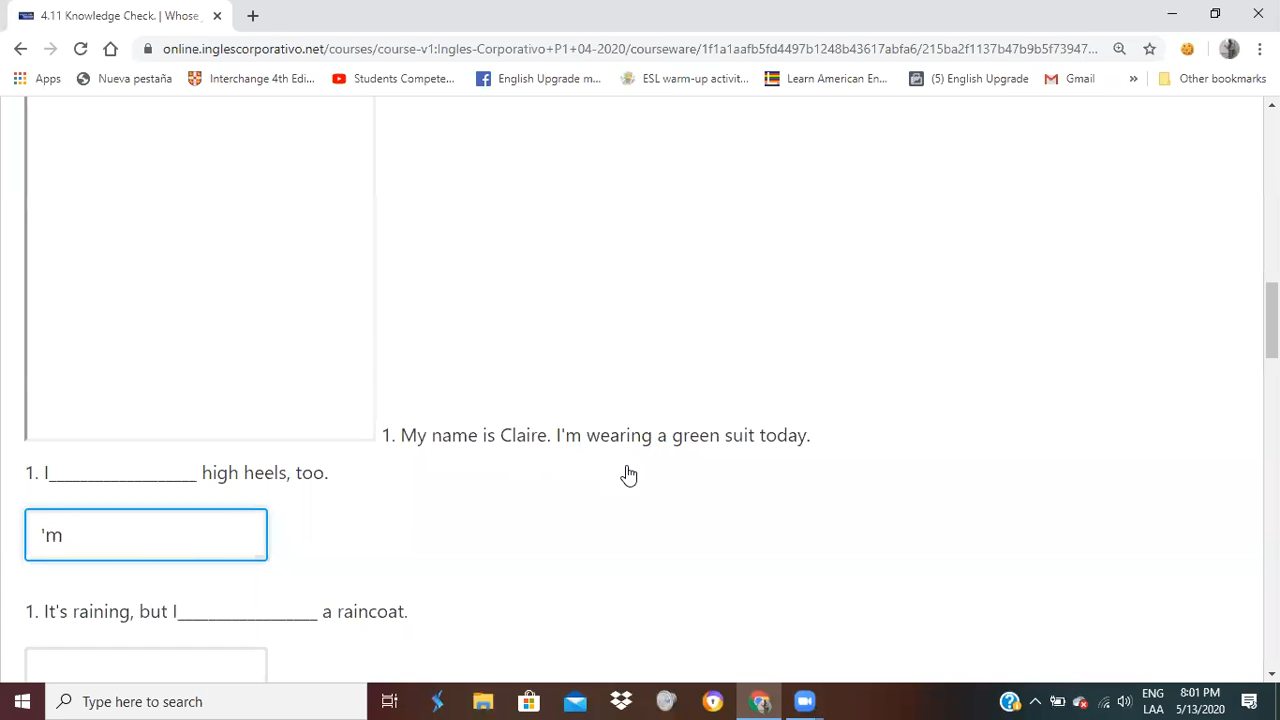 4.11 Knowledge Check. | Whose
online.inglescorporativo.net/courses/course-v1:Ingles-Corporativo+P1+04-2020/courseware/1f1a1aafb5fd4497b1248b43617abfa6/215ba2f1137b47b9b5f73947...
Apps Nueva pestaña Interchange 4th Edi... Students Compete... English Upgrade m... ESL warm-up activit... Learn American En... (5) English Upgrade Gmail » Other bookmarks
1. My name is Claire. I'm wearing a green suit today.
1. I__________________ high heels, too.
'm
1. It's raining, but I_________________ a raincoat.
Type here to search
ENG 8:01 PM
LAA 5/13/2020